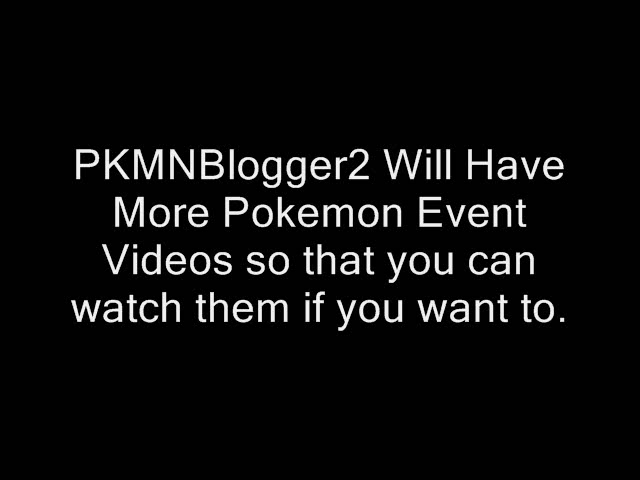 PKMNBlogger2 Will Have
More Pokemon Event
Videos so that you can
watch them if you want to.